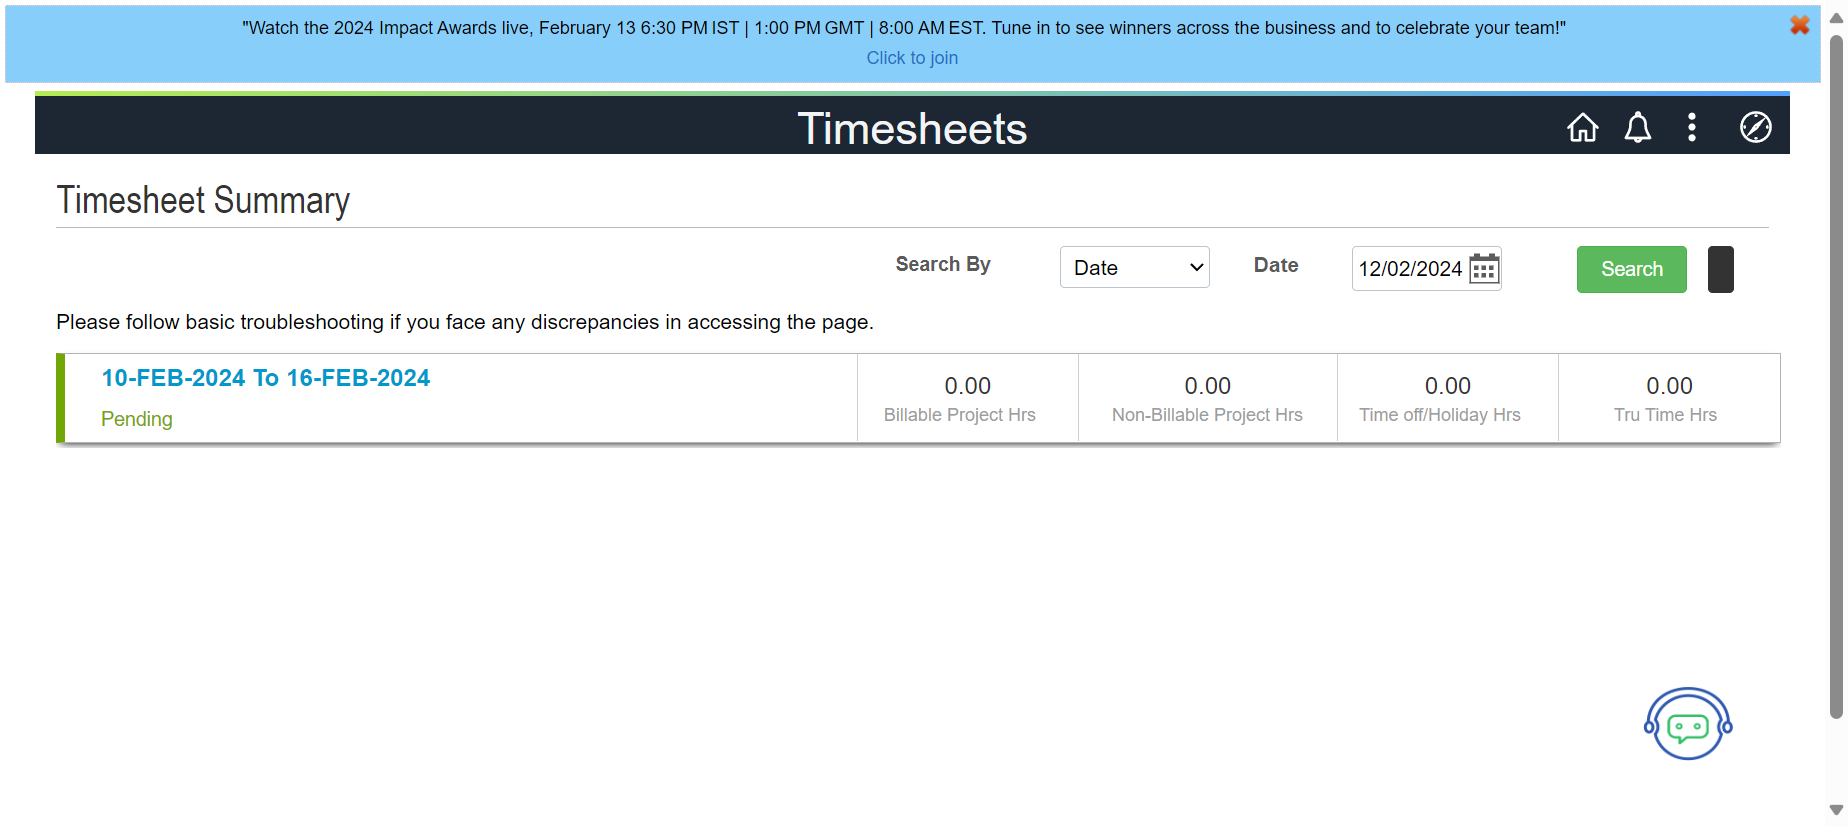 "Watch the 2024 Impact Awards live, February 13 6:30 PM IST | 1:00 PM GMT | 8:00 AM EST. Tune in to see winners across the business and to celebrate your team!"
Click to join
Timesheets
Timesheet Summary
Search By
Date
Date
12/02/2024
Search
Please follow basic troubleshooting if you face any discrepancies in accessing the page.
10-FEB-2024 To 16-FEB-2024
Pending
0.00
Billable Project Hrs
0.00
Non-Billable Project Hrs
0.00
Time off/Holiday Hrs
0.00
Tru Time Hrs